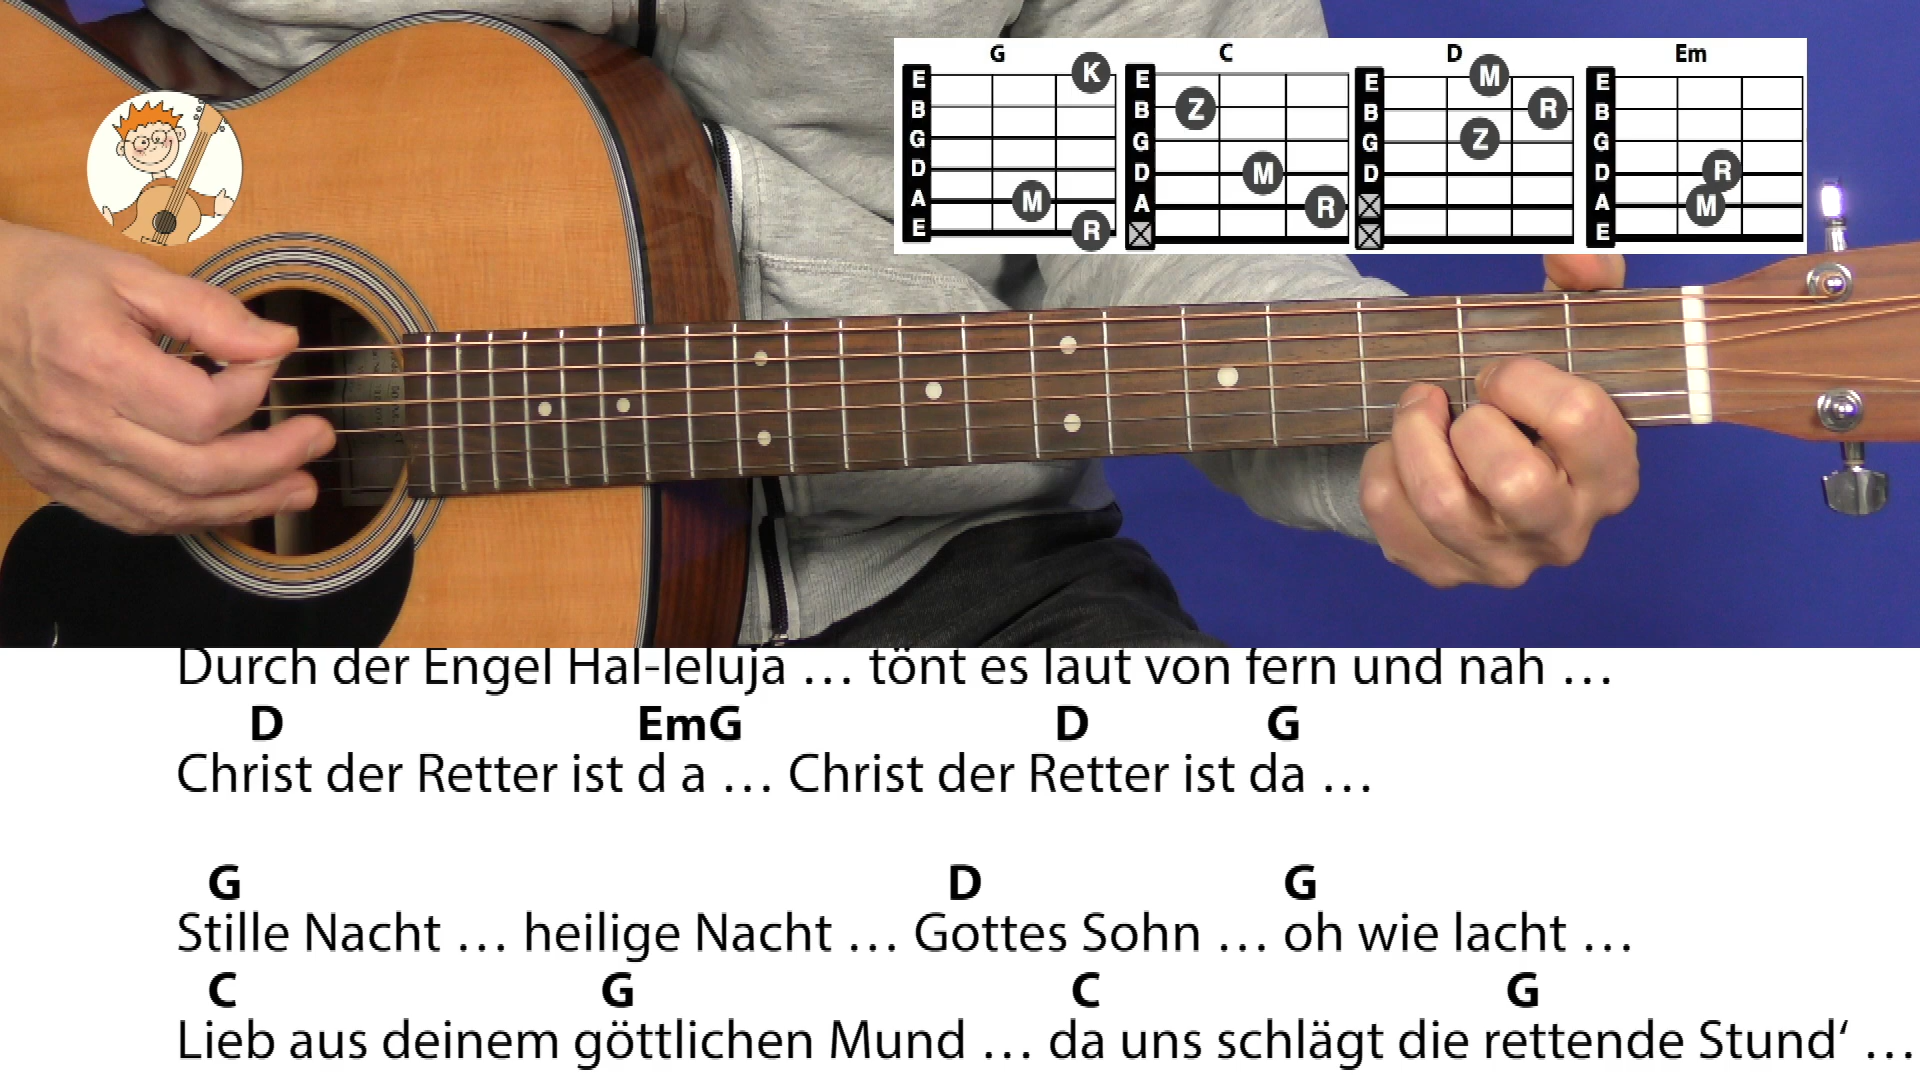 G C D Em
E K E E M E
B B Z B R B
G G G Z G
D D M D D R
A M A R A M
E R E
Durch der Engel Hal-leluja … tönt es laut von fern und nah …
D EmG D G
Christ der Retter ist d a … Christ der Retter ist da …
G D G
Stille Nacht … heilige Nacht … Gottes Sohn … oh wie lacht …
C G C G
Lieb aus deinem göttlichen Mund … da uns schlägt die rettende Stund‘ …